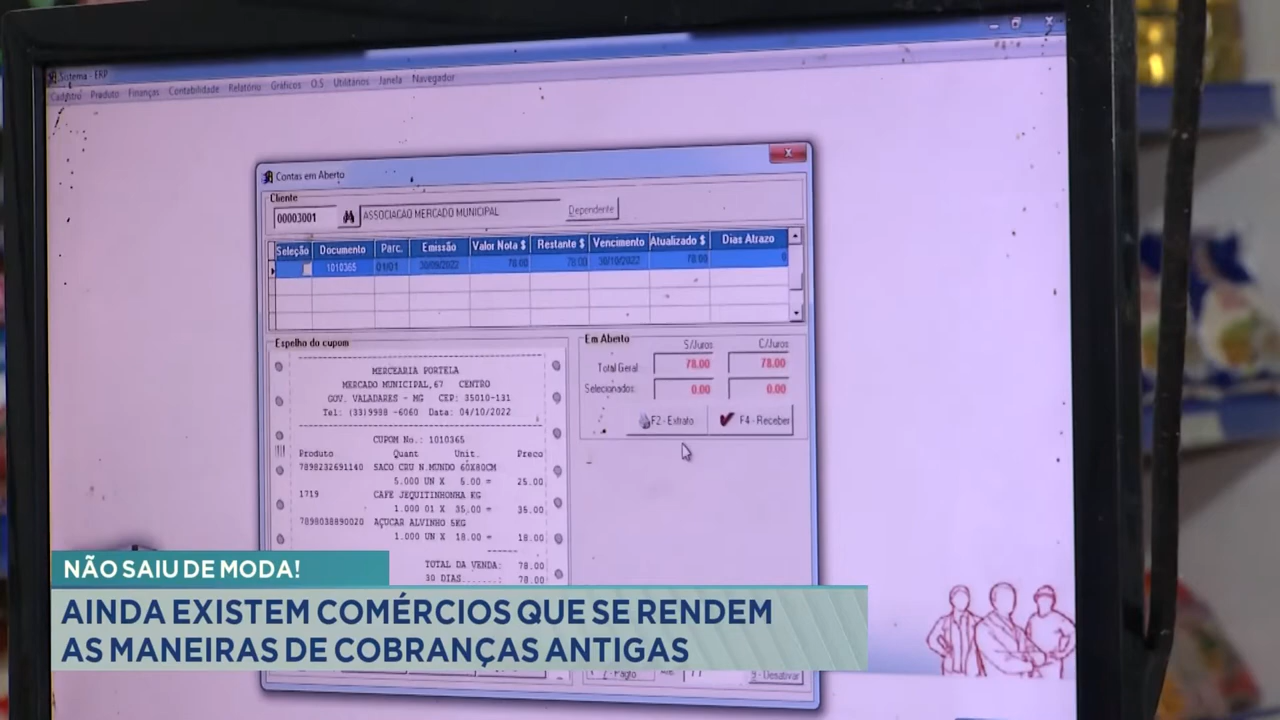 Sistema - ERP
Cadastro Produto Finanças Contabilidade Relatório Gráficos O.S Utilitários Janela Navegador
Contas em Aberto
Cliente
00003001 ASSOCIACAO MERCADO MUNICIPAL Dependente
Seleção Documento Parc. Emissão Valor Nota $ Restante $ Vencimento Atualizado $ Dias Atrazo
1010365 01/01 30/09/2022 78.00 78.00 30/10/2022 78.00 0
Espelho do cupom
Em Aberto
S/Juros C/Juros
Total Geral: 78.00 78.00
Selecionados: 0.00 0.00
F2 - Extrato F4 - Receber
MERCEARIA PORTELA
MERCADO MUNICIPAL,67 CENTRO
GOV. VALADARES - MG CEP: 35010-131
Tel: (33)9998 -6060 Data: 04/10/2022
CUPOM No.: 1010365
Produto Quant Unit. Preco
7898232691140 SACO CRU N.MUNDO 60X80CM
5.000 UN X 5.00 = 25.00
1719 CAFE JEQUITINHONHA KG
1.000 01 X 35,00 = 35.00
7898038890020 AÇUCAR ALVINHO 5KG
1.000 UN X 18.00 = 18.00
TOTAL DA VENDA: 78.00
30 DIAS.......: 78.00
NÃO SAIU DE MODA!
AINDA EXISTEM COMÉRCIOS QUE SE RENDEM
AS MANEIRAS DE COBRANÇAS ANTIGAS
9 - Desativar